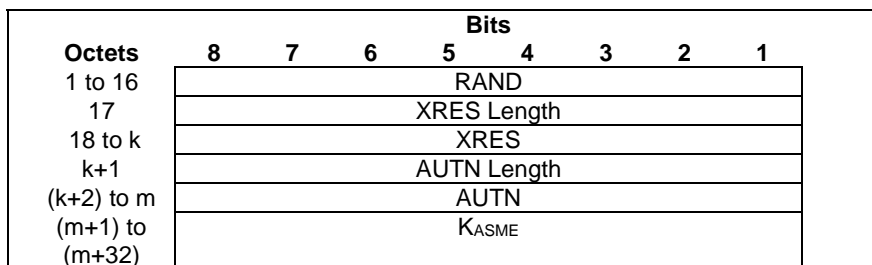 Bits
Octets 8 7 6 5 4 3 2 1
1 to 16 RAND
17 XRES Length
18 to k XRES
k+1 AUTN Length
(k+2) to m AUTN
(m+1) to KASME
(m+32)